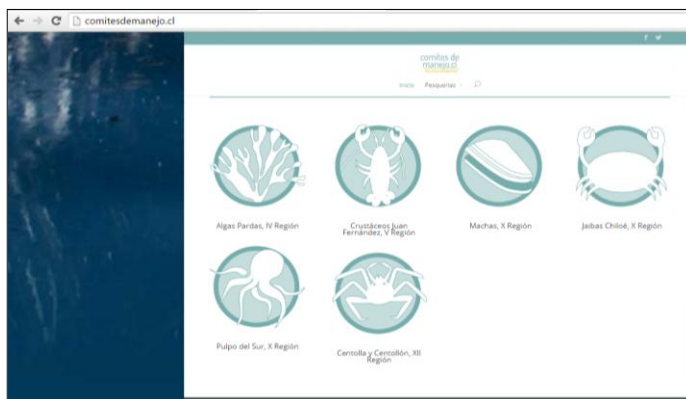 comitesdemanejo.cl
comités de
manejo.cl
Inicio Pesquerías
Algas Pardas, IV Región
Crustáceos Juan
Fernández, V Región
Machas, X Región
Jaibas Chiloé, X Región
Pulpo del Sur, X Región
Centolla y Centollón, XII
Región